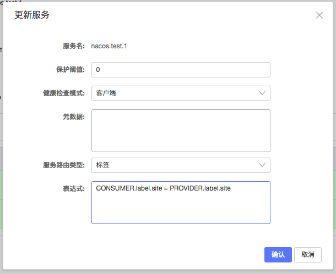 更新服务
服务名: nacos.test.1
保护阈值: 0
健康检查模式: 客户端
元数据:
服务路由类型: 标签
表达式: CONSUMER.label.site = PROVIDER.label.site
确认 取消